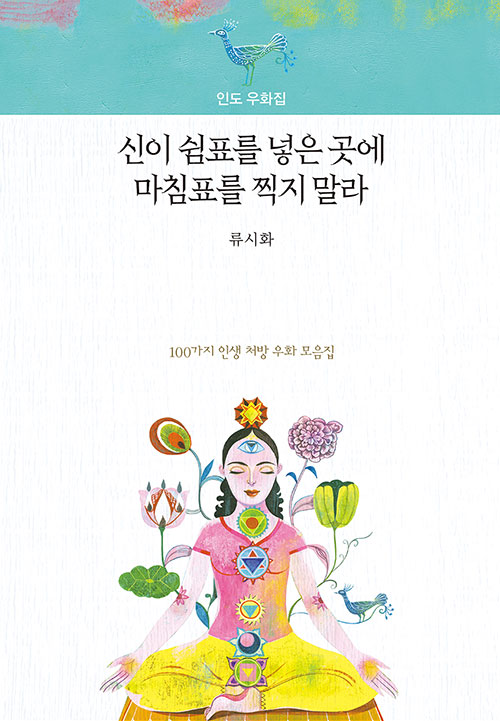 인도 우화집
신이 쉼표를 넣은 곳에
마침표를 찍지 말라
류시화
100가지 인생 처방 우화 모음집